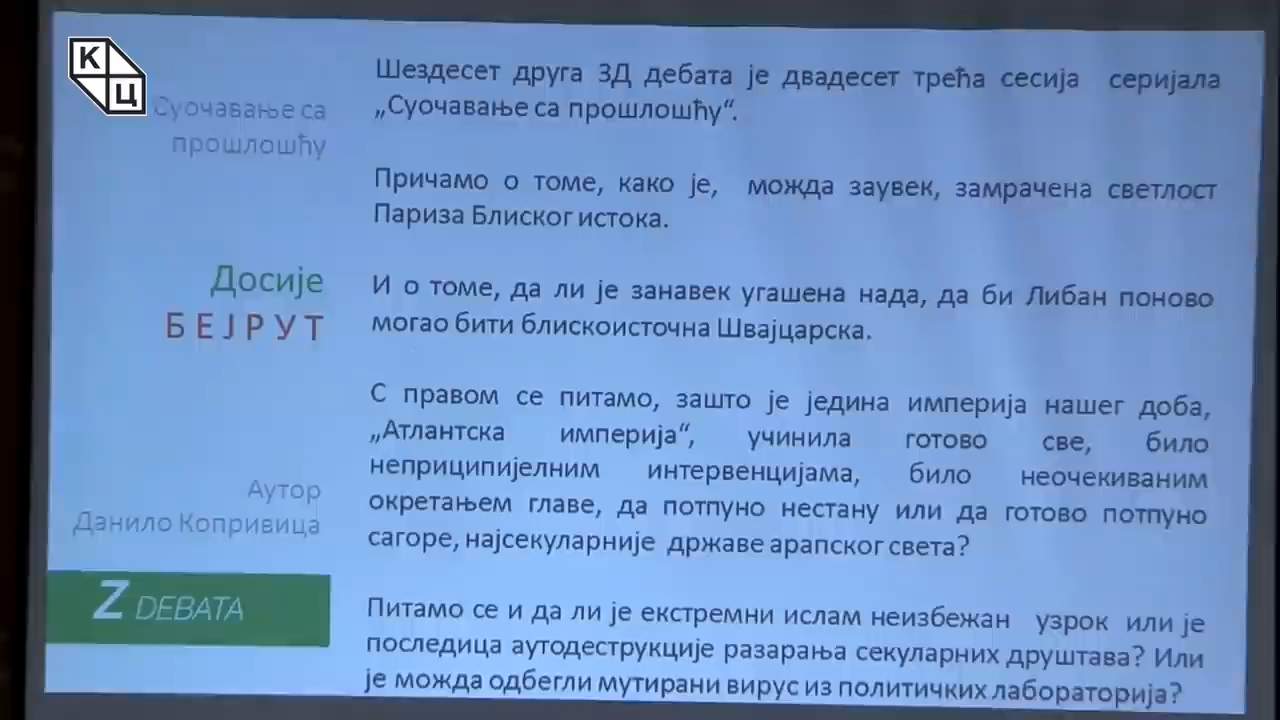 К
Ц
Суочавање са
прошлошћу
Досије
БЕЈРУТ
Аутор
Данило Копривица
Z DEBATA
Шездесет друга 3Д дебата је двадесет трећа сесија серијала
„Суочавање са прошлошћу“.
Причамо о томе, како је, можда заувек, замрачена светлост
Париза Блиског истока.
И о томе, да ли је занавек угашена нада, да би Либан поново
могао бити блискоисточна Швајцарска.
С правом се питамо, зашто је једина империја нашег доба,
„Атлантска империја“, учинила готово све, било
неприципијелним интервенцијама, било неочекиваним
окретањем главе, да потпуно нестану или да готово потпуно
сагоре, најсекуларније државе арапског света?
Питамо се и да ли је екстремни ислам неизбежан узрок или је
последица аутодеструкције разарања секуларних друштава? Или
је можда одбегли мутирани вирус из политичких лабораторија?